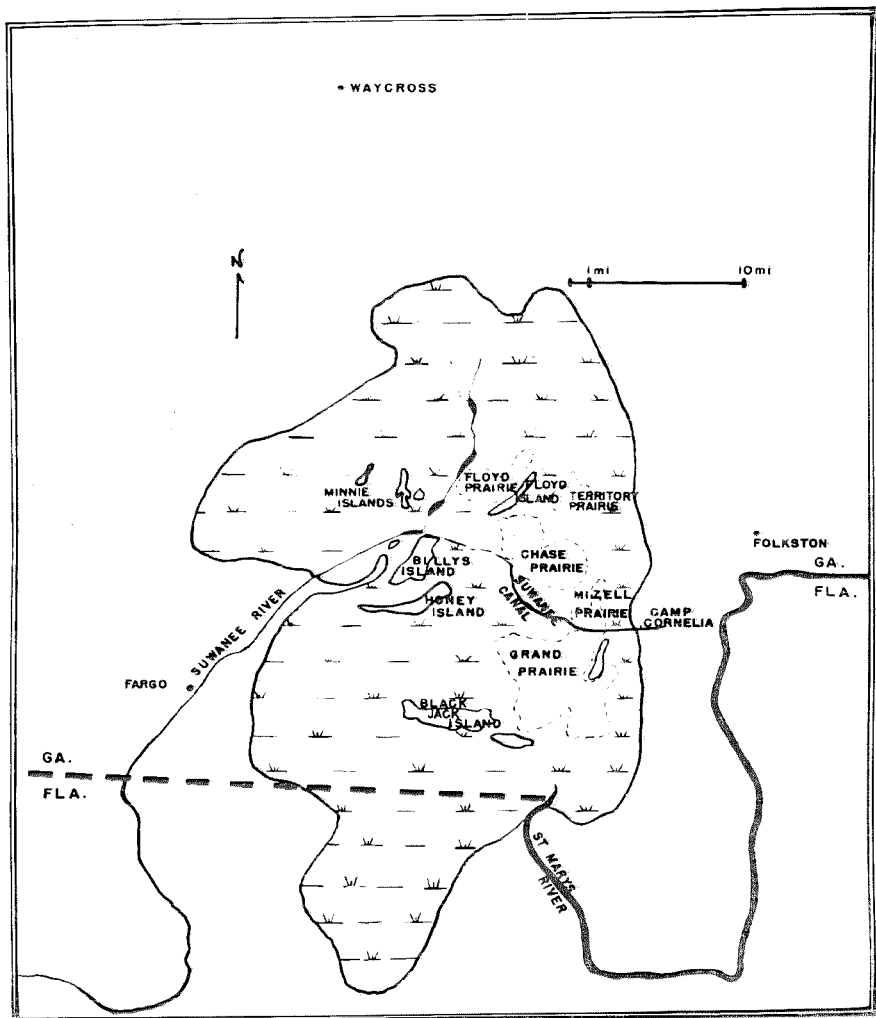 WAYCROSS
N
1mi
10mi
MINNIE
ISLANDS
FLOYD
PRAIRIE
FLOYD
ISLAND
TERRITORY
PRAIRIE
FOLKSTON
GA.
FLA.
BILLYS
ISLAND
CHASE
PRAIRIE
SUWANEE
CANAL
MIZELL
PRAIRIE
CAMP
CORNELIA
HONEY
ISLAND
SUWANEE RIVER
GRAND
PRAIRIE
FARGO
BLACK
JACK
ISLAND
GA.
FLA.
ST MARYS
RIVER